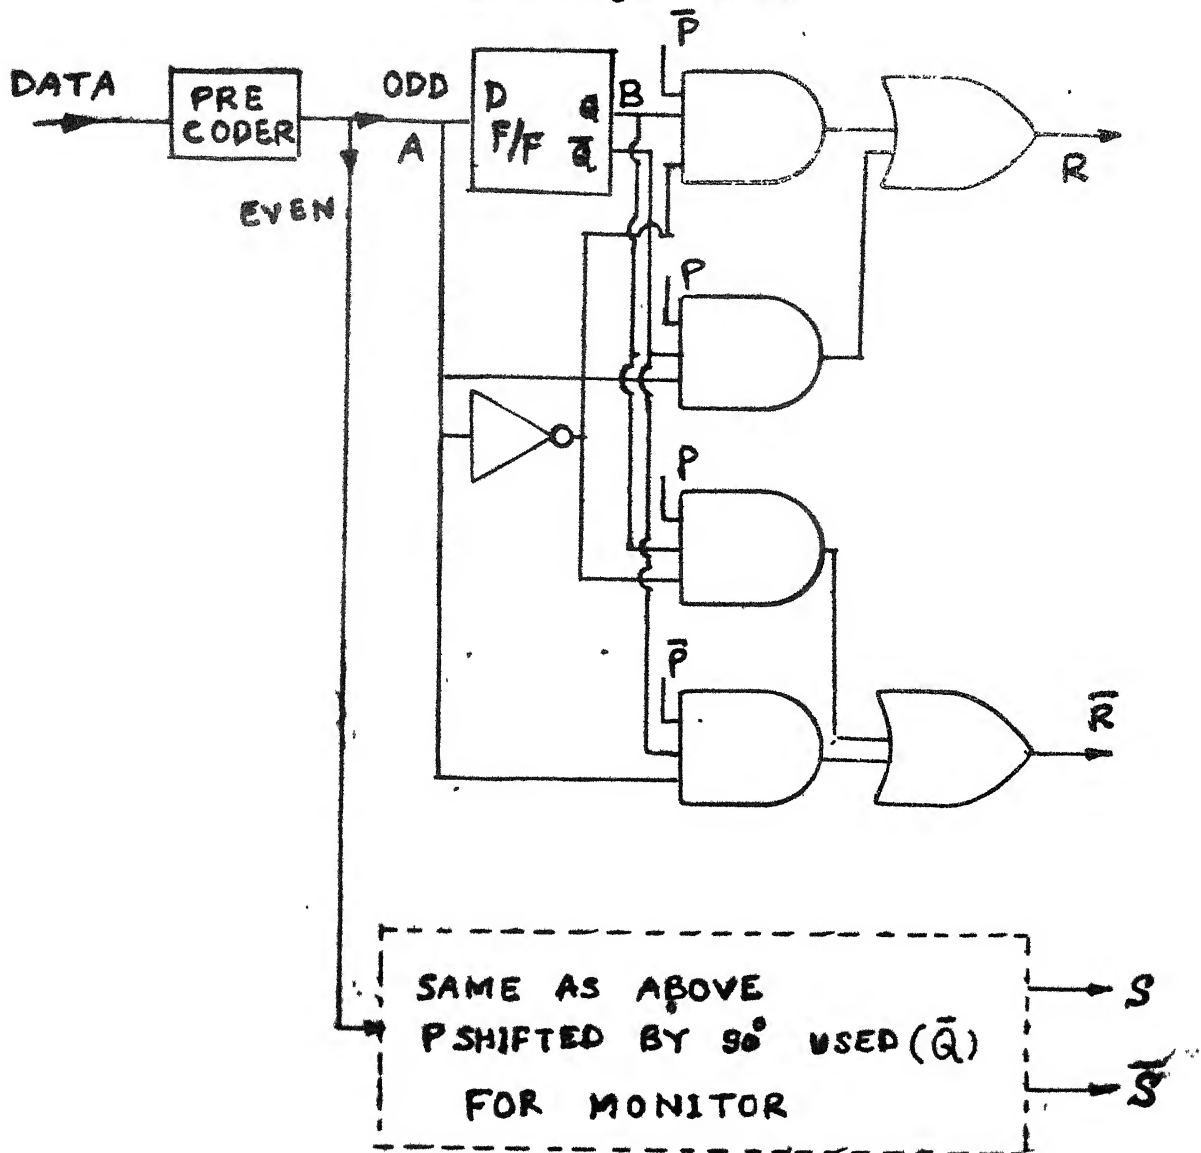 P̄
DATA
PRE
CODER
ODD
A
D Q
F/F Q̄
B
R
EVEN
P
P
P̄
R̄
SAME AS ABOVE
P SHIFTED BY 90° USED (Q̄)
FOR MONITOR
S
S̄